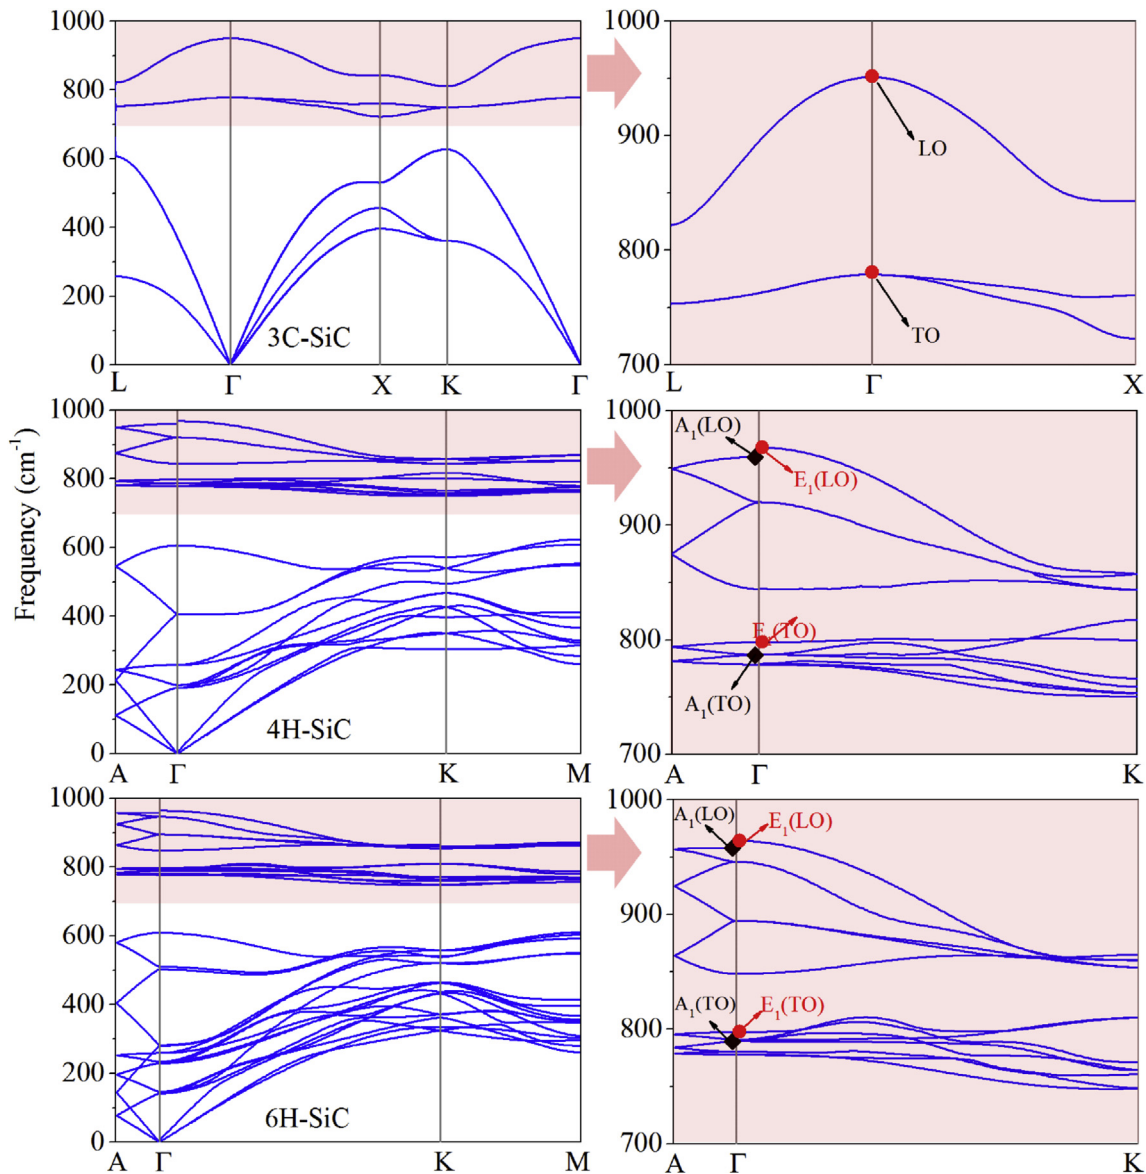 Frequency (cm⁻¹)
1000
800
600
400
200
0
3C-SiC
L Γ X K Γ
1000
900
800
700
LO
TO
L Γ X
1000
800
600
400
200
0
4H-SiC
A Γ K M
1000
900
800
700
A₁(LO)
E₁(LO)
E₁(TO)
A₁(TO)
A Γ K
1000
800
600
400
200
0
6H-SiC
A Γ K M
1000
900
800
700
A₁(LO)
E₁(LO)
A₁(TO)
E₁(TO)
A Γ K